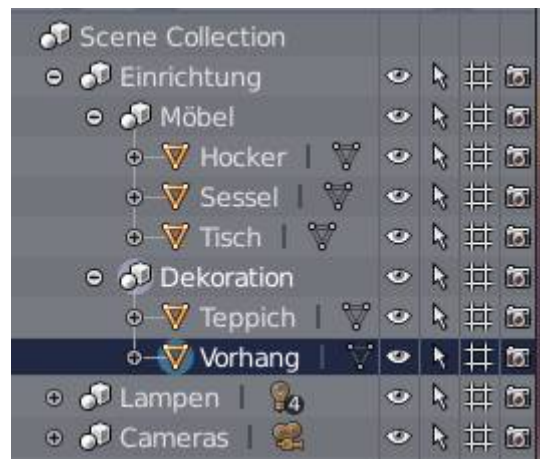 Scene Collection
Einrichtung
Möbel
Hocker
Sessel
Tisch
Dekoration
Teppich
Vorhang
Lampen 4
Cameras